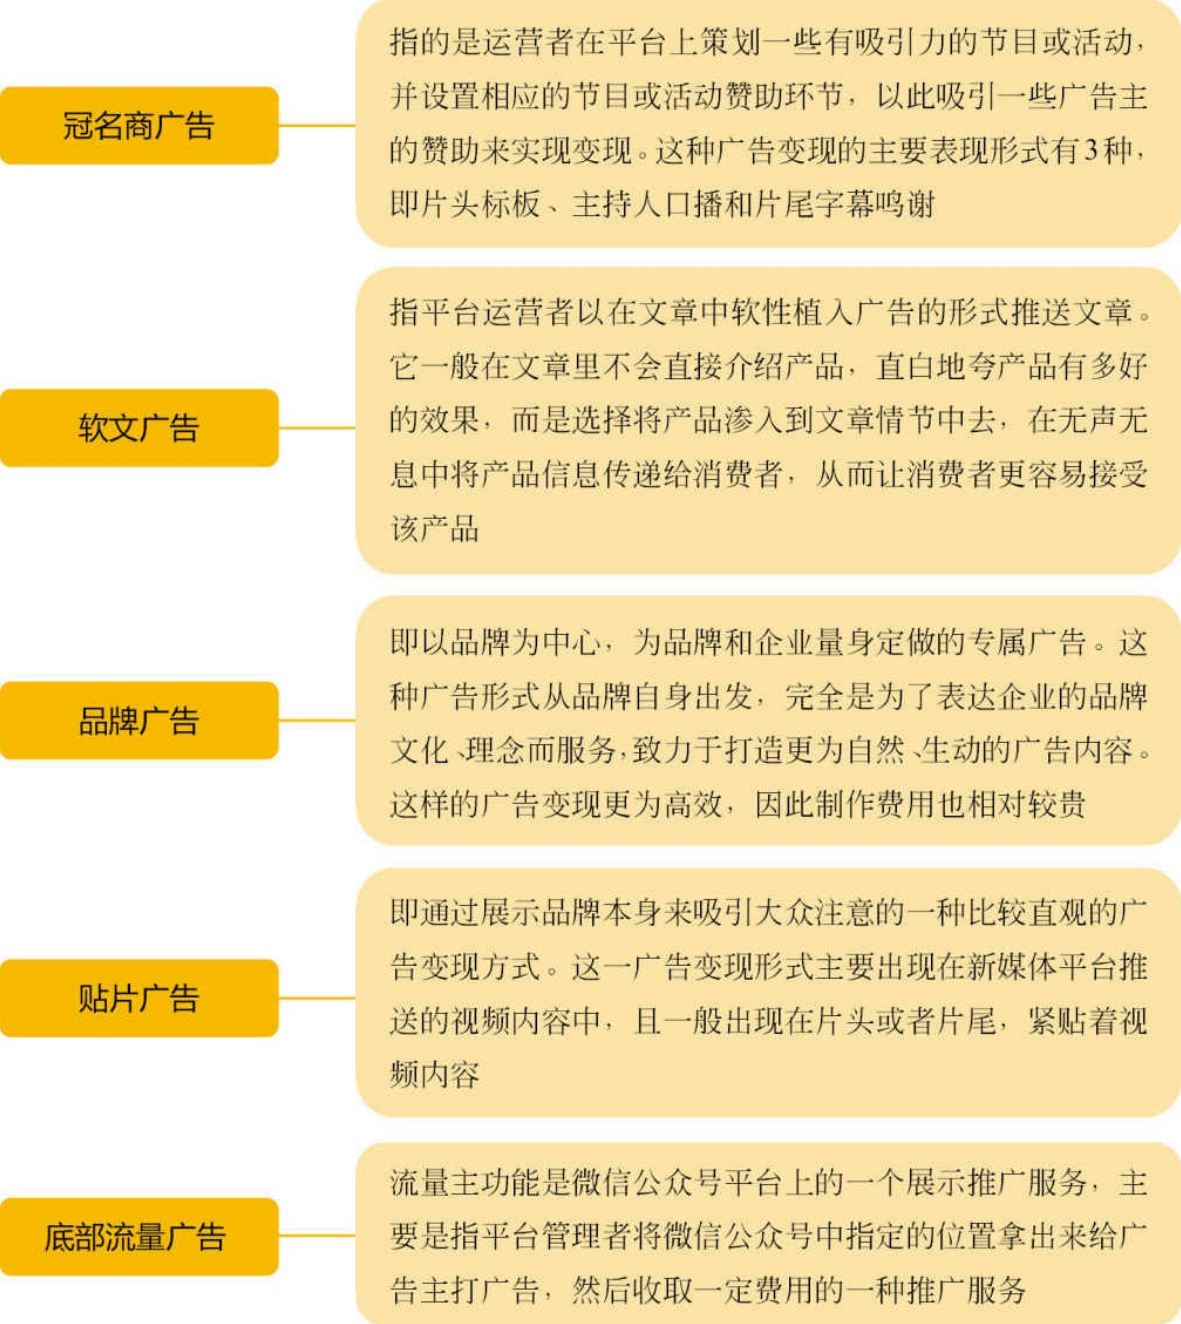 冠名商广告
指的是运营者在平台上策划一些有吸引力的节目或活动，
并设置相应的节目或活动赞助环节，以此吸引一些广告主
的赞助来实现变现。这种广告变现的主要表现形式有3种，
即片头标板、主持人口播和片尾字幕鸣谢
软文广告
指平台运营者以在文章中软性植入广告的形式推送文章。
它一般在文章里不会直接介绍产品，直白地夸产品有多好
的效果，而是选择将产品渗入到文章情节中去，在无声无
息中将产品信息传递给消费者，从而让消费者更容易接受
该产品
品牌广告
即以品牌为中心，为品牌和企业量身定做的专属广告。这
种广告形式从品牌自身出发，完全是为了表达企业的品牌
文化、理念而服务，致力于打造更为自然、生动的广告内容。
这样的广告变现更为高效，因此制作费用也相对较贵
贴片广告
即通过展示品牌本身来吸引大众注意的一种比较直观的广
告变现方式。这一广告变现形式主要出现在新媒体平台推
送的视频内容中，且一般出现在片头或者片尾，紧贴着视
频内容
底部流量广告
流量主功能是微信公众号平台上的一个展示推广服务，主
要是指平台管理者将微信公众号中指定的位置拿出来给广
告主打广告，然后收取一定费用的一种推广服务